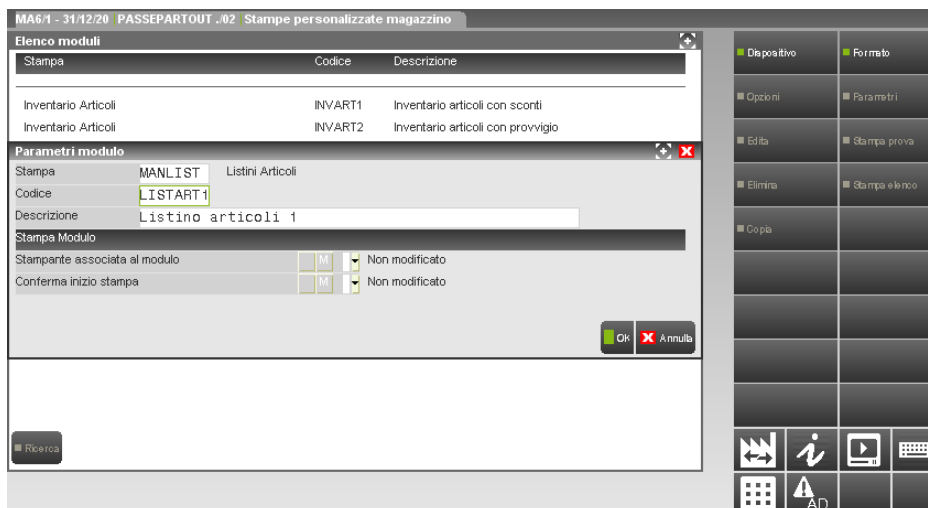 MA6/1 - 31/12/20 PASSEPARTOUT ./02 Stampe personalizzate magazzino
Elenco moduli
Stampa Codice Descrizione
Inventario Articoli INVART1 Inventario articoli con sconti
Inventario Articoli INVART2 Inventario articoli con provvigio
Parametri modulo
Stampa MANLIST Listini Articoli
Codice LISTART1
Descrizione Listino articoli 1
Stampa Modulo
Stampante associata al modulo M Non modificato
Conferma inizio stampa M Non modificato
Ok Annulla
Ricerca
Dispositivo Formato
Opzioni Parametri
Edita Stampa prova
Elimina Stampa elenco
Copia
AD